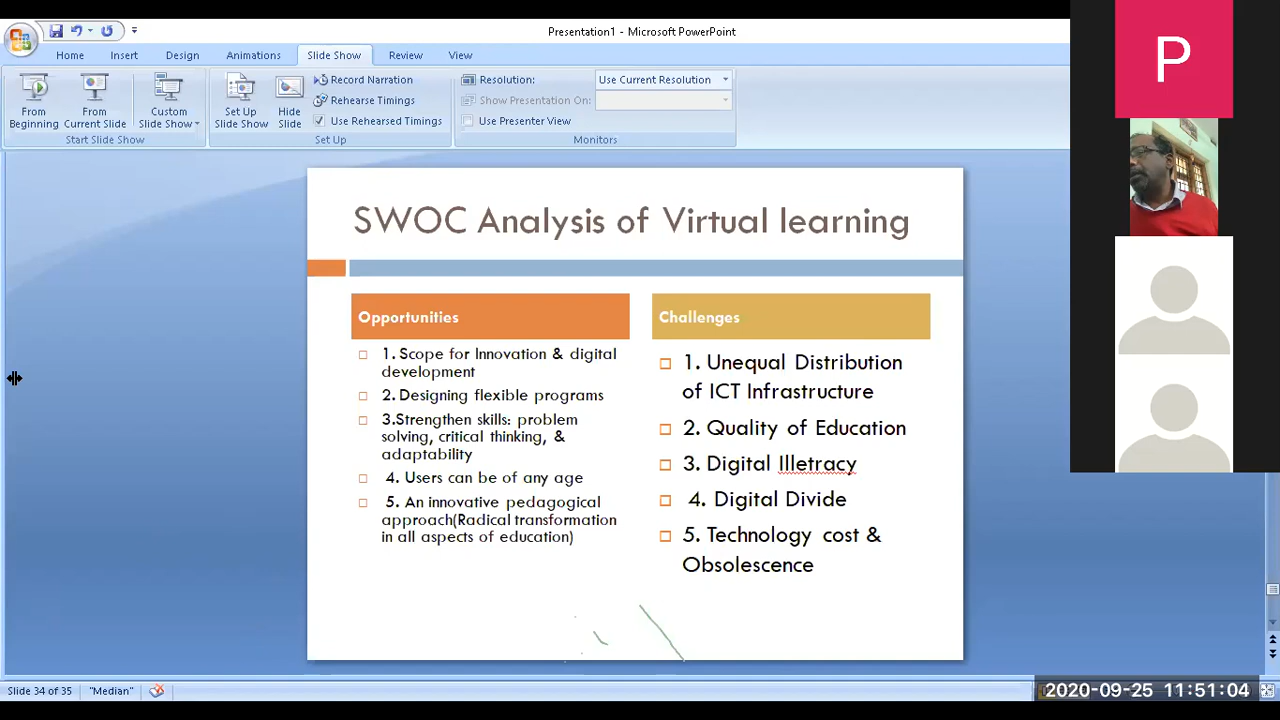 Presentation1 - Microsoft PowerPoint
Home Insert Design Animations Slide Show Review View
From Beginning
From Current Slide
Custom Slide Show
Set Up Slide Show
Hide Slide
Record Narration
Rehearse Timings
Use Rehearsed Timings
Resolution: Use Current Resolution
Show Presentation On:
Use Presenter View
Start Slide Show Set Up Monitors
P
SWOC Analysis of Virtual learning
Opportunities
1. Scope for Innovation & digital
development
2. Designing flexible programs
3.Strengthen skills: problem
solving, critical thinking, &
adaptability
4. Users can be of any age
5. An innovative pedagogical
approach(Radical transformation
in all aspects of education)
Challenges
1. Unequal Distribution
of ICT Infrastructure
2. Quality of Education
3. Digital Illetracy
4. Digital Divide
5. Technology cost &
Obsolescence
Slide 34 of 35 "Median"
2020-09-25 11:51:04